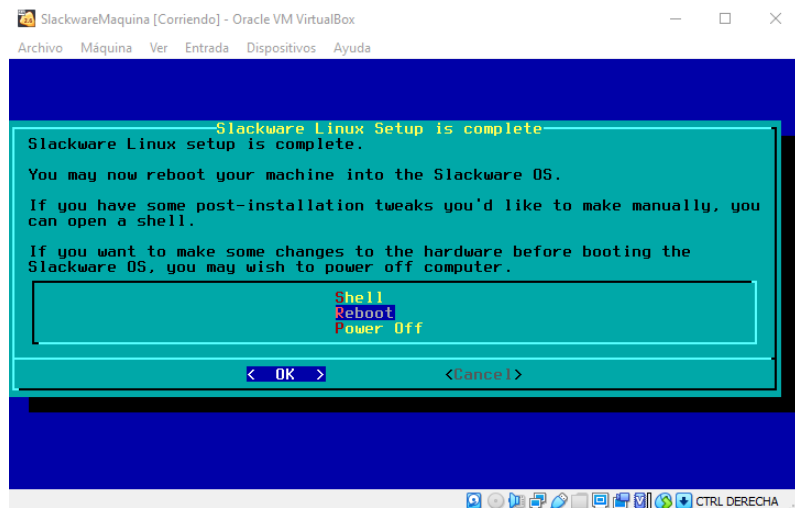 SlackwareMaquina [Corriendo] - Oracle VM VirtualBox
Archivo Máquina Ver Entrada Dispositivos Ayuda
Slackware Linux Setup is complete
Slackware Linux setup is complete.
You may now reboot your machine into the Slackware OS.
If you have some post-installation tweaks you'd like to make manually, you
can open a shell.
If you want to make some changes to the hardware before booting the
Slackware OS, you may wish to power off computer.
Shell
Reboot
Power Off
< OK > <Cancel>
CTRL DERECHA